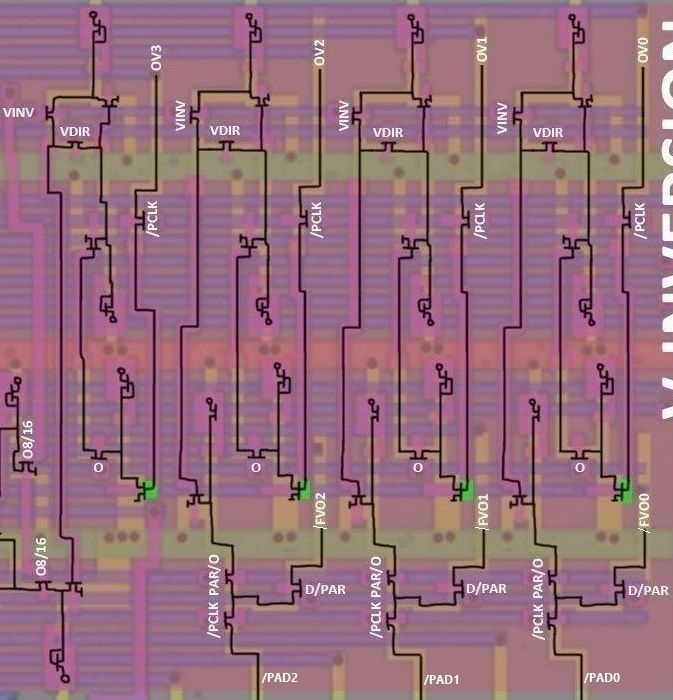 OV3
OV2
OV1
OV0
VINV
VINV
VINV
VINV
VDIR
VDIR
VDIR
VDIR
/PCLK
/PCLK
/PCLK
/PCLK
V INVERSION
O8/16
O
O
O
O
/FVO2
/FVO1
/FVO0
O8/16
/PCLK PAR/O
D/PAR
/PCLK PAR/O
D/PAR
/PCLK PAR/O
D/PAR
/PAD2
/PAD1
/PAD0